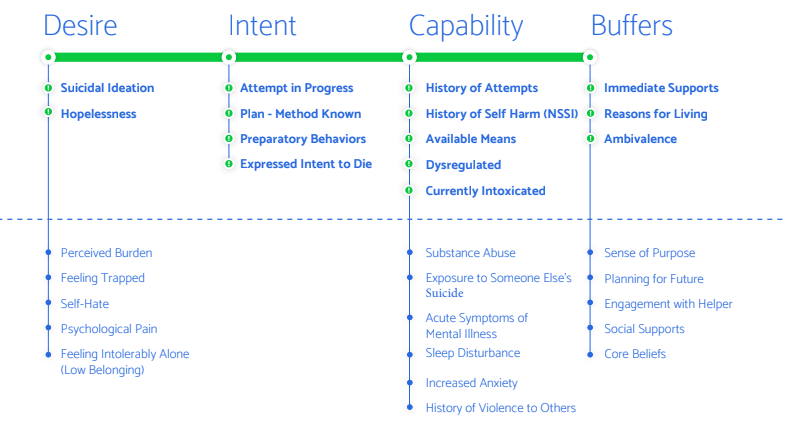 Desire
Intent
Capability
Buffers
Suicidal Ideation
Hopelessness
Attempt in Progress
Plan - Method Known
Preparatory Behaviors
Expressed Intent to Die
History of Attempts
History of Self Harm (NSSI)
Available Means
Dysregulated
Currently Intoxicated
Immediate Supports
Reasons for Living
Ambivalence
Perceived Burden
Feeling Trapped
Self-Hate
Psychological Pain
Feeling Intolerably Alone
(Low Belonging)
Substance Abuse
Exposure to Someone Else's
Suicide
Acute Symptoms of
Mental Illness
Sleep Disturbance
Increased Anxiety
History of Violence to Others
Sense of Purpose
Planning for Future
Engagement with Helper
Social Supports
Core Beliefs